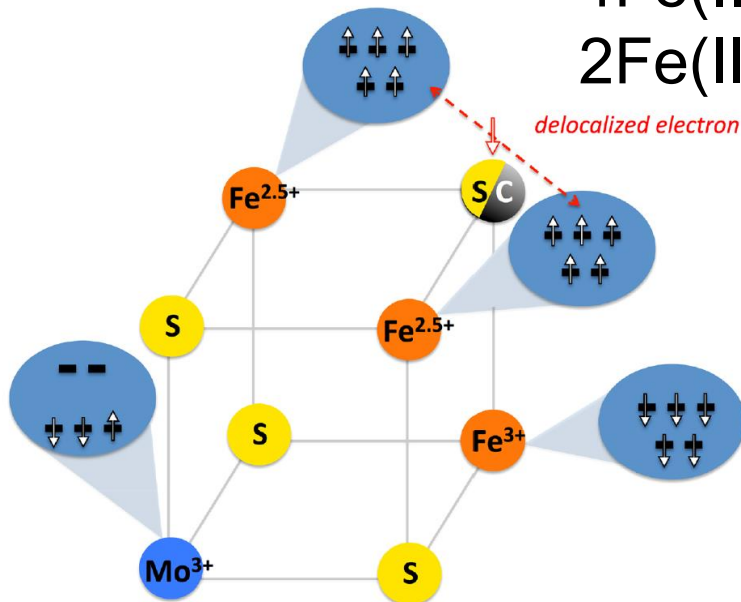 2Fe(II
delocalized electron
Fe2.5+
S C
S
Fe2.5+
S
Fe3+
Mo3+
S